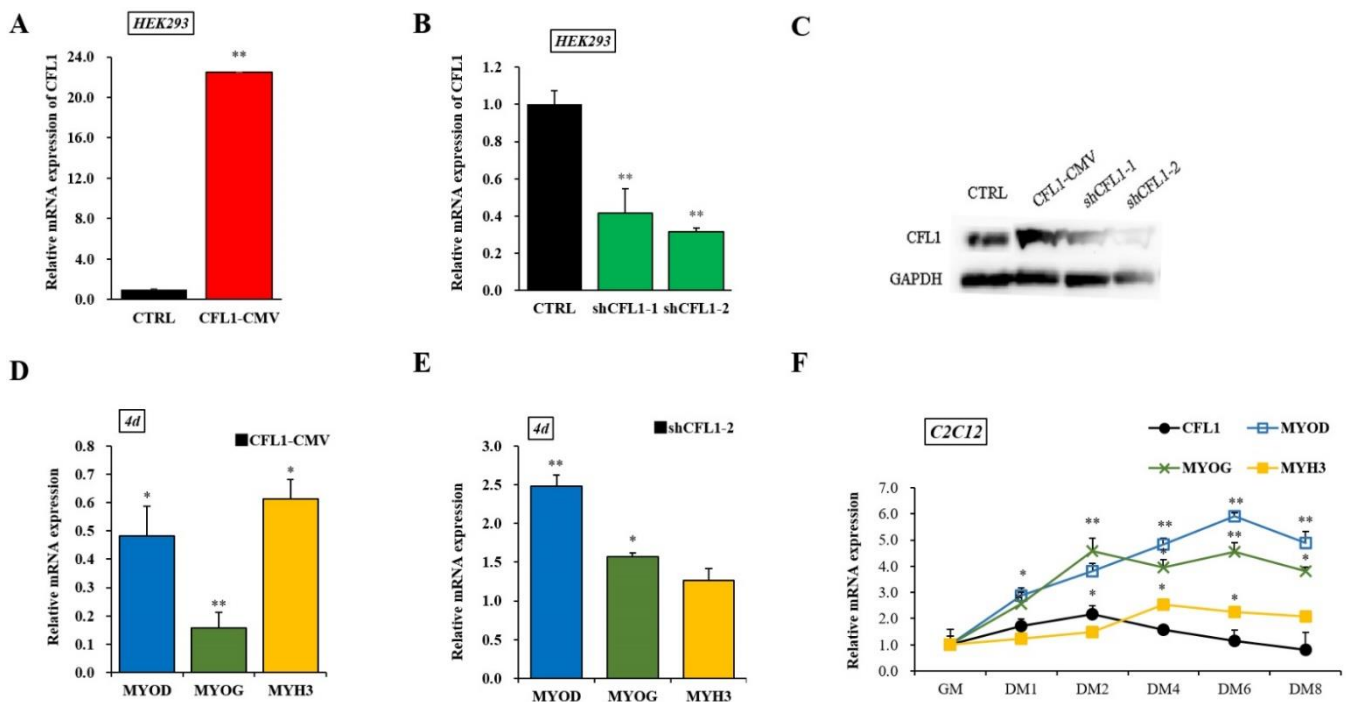 A
HEK293
Relative mRNA expression of CFL1
24.0
20.0
16.0
12.0
8.0
4.0
0.0
**
CTRL CFL1-CMV
B
HEK293
Relative mRNA expression of CFL1
1.2
1.0
0.8
0.6
0.4
0.2
0.0
** **
CTRL shCFL1-1 shCFL1-2
C
CTRL CFL1-CMV shCFL1-1 shCFL1-2
CFL1
GAPDH
D
4d
CFL1-CMV
Relative mRNA expression
0.8
0.7
0.6
0.5
0.4
0.3
0.2
0.1
0.0
* ** *
MYOD MYOG MYH3
E
4d
shCFL1-2
Relative mRNA expression
3.0
2.5
2.0
1.5
1.0
0.5
0.0
** *
MYOD MYOG MYH3
F
C2C12
CFL1 MYOD
MYOG MYH3
Relative mRNA expression
7.0
6.0
5.0
4.0
3.0
2.0
1.0
0.0
** ** ** **
* * ** *
* * *
GM DM1 DM2 DM4 DM6 DM8